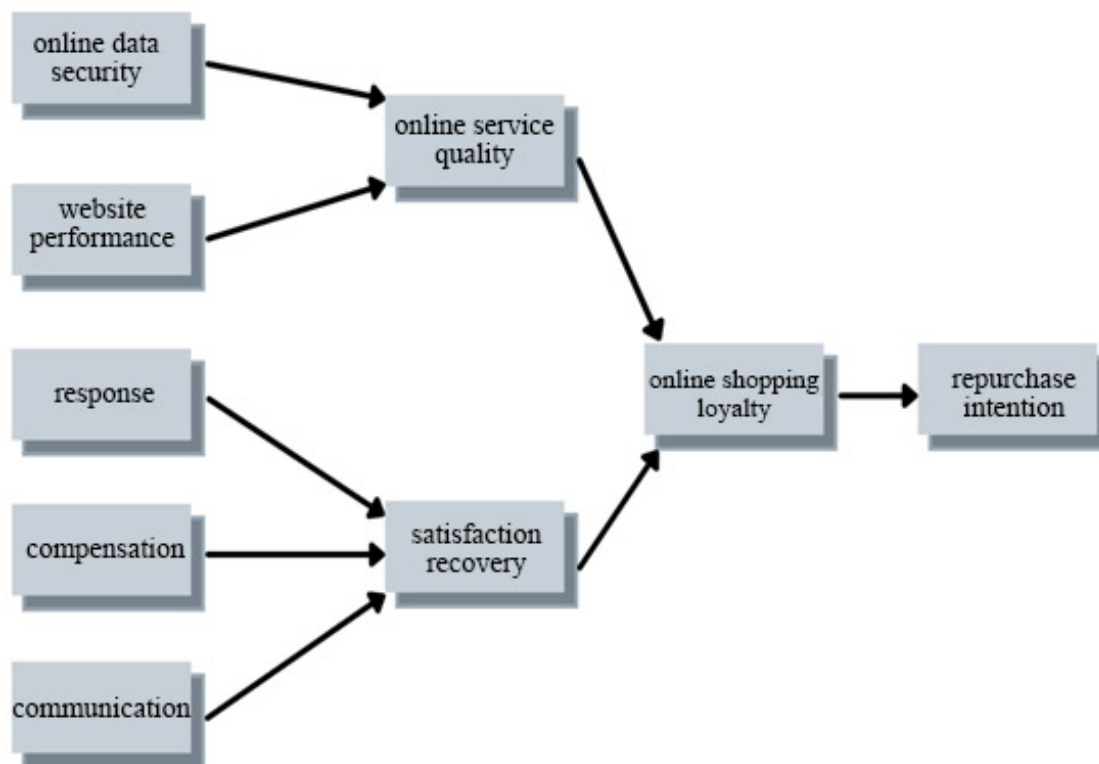 online data
security
website
performance
response
compensation
communication
online service
quality
satisfaction
recovery
online shopping
loyalty
repurchase
intention